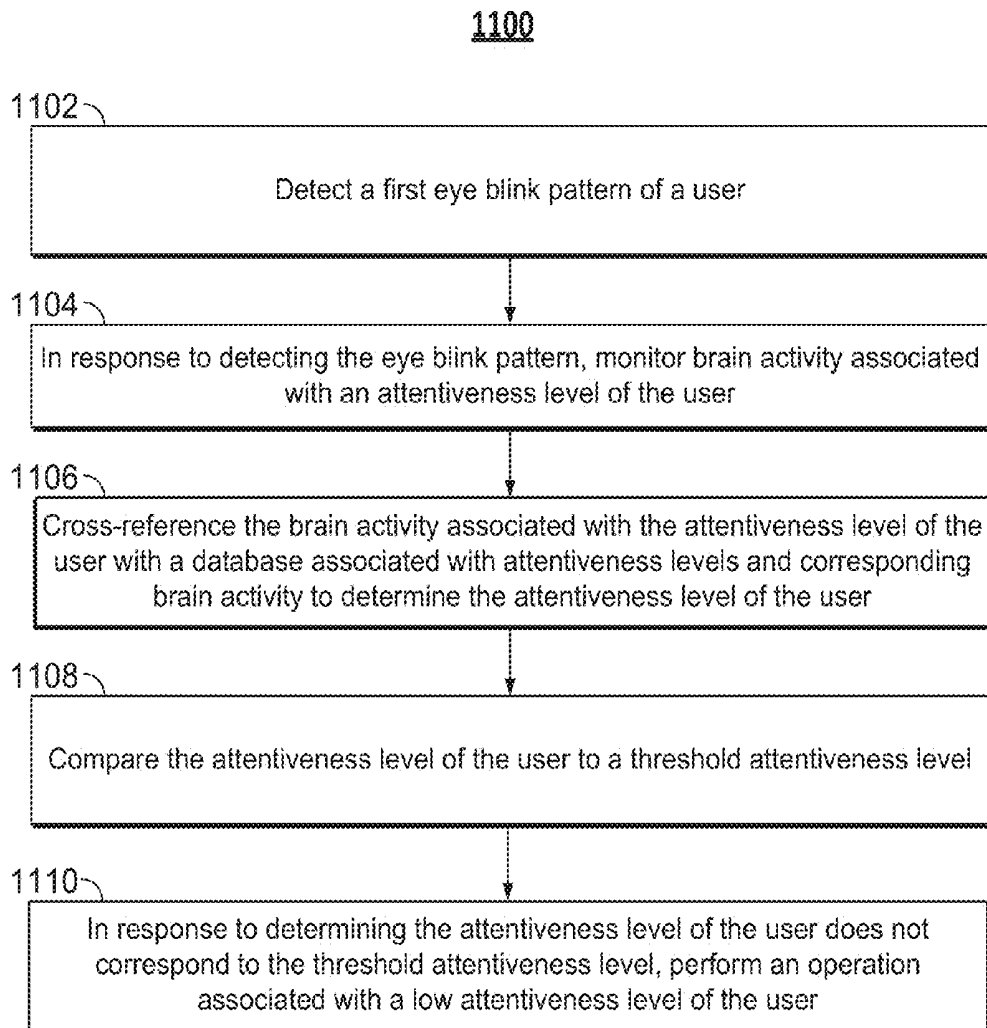 1100
1102
Detect a first eye blink pattern of a user
1104
In response to detecting the eye blink pattern, monitor brain activity associated
with an attentiveness level of the user
1106
Cross-reference the brain activity associated with the attentiveness level of the
user with a database associated with attentiveness levels and corresponding
brain activity to determine the attentiveness level of the user
1108
Compare the attentiveness level of the user to a threshold attentiveness level
1110
In response to determining the attentiveness level of the user does not
correspond to the threshold attentiveness level, perform an operation
associated with a low attentiveness level of the user